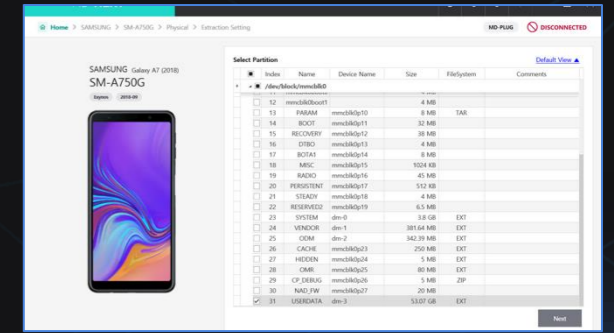 Home > SAMSUNG > SM-A750G > Physical > Extraction Setting
MD-PLUG DISCONNECTED
SAMSUNG Galaxy A7 (2018)
SM-A750G
Exynos 2018-09
Select Partition
Default View ▲
Index Name Device Name Size FileSystem Comments
/dev/block/mmcblk0
12 mmcblk0boot1 4 MB
13 PARAM mmcblk0p10 8 MB TAR
14 BOOT mmcblk0p11 32 MB
15 RECOVERY mmcblk0p12 38 MB
16 DTBO mmcblk0p13 4 MB
17 BOTA1 mmcblk0p14 8 MB
18 MISC mmcblk0p15 1024 KB
19 RADIO mmcblk0p16 45 MB
20 PERSISTENT mmcblk0p17 512 KB
21 STEADY mmcblk0p18 4 MB
22 RESERVED2 mmcblk0p19 6.5 MB
23 SYSTEM dm-0 3.8 GB EXT
24 VENDOR dm-1 381.64 MB EXT
25 ODM dm-2 342.39 MB EXT
26 CACHE mmcblk0p23 250 MB EXT
27 HIDDEN mmcblk0p24 5 MB EXT
28 OMR mmcblk0p25 80 MB EXT
29 CP_DEBUG mmcblk0p26 5 MB ZIP
30 NAD_FW mmcblk0p27 20 MB
31 USERDATA dm-3 53.07 GB EXT
Next